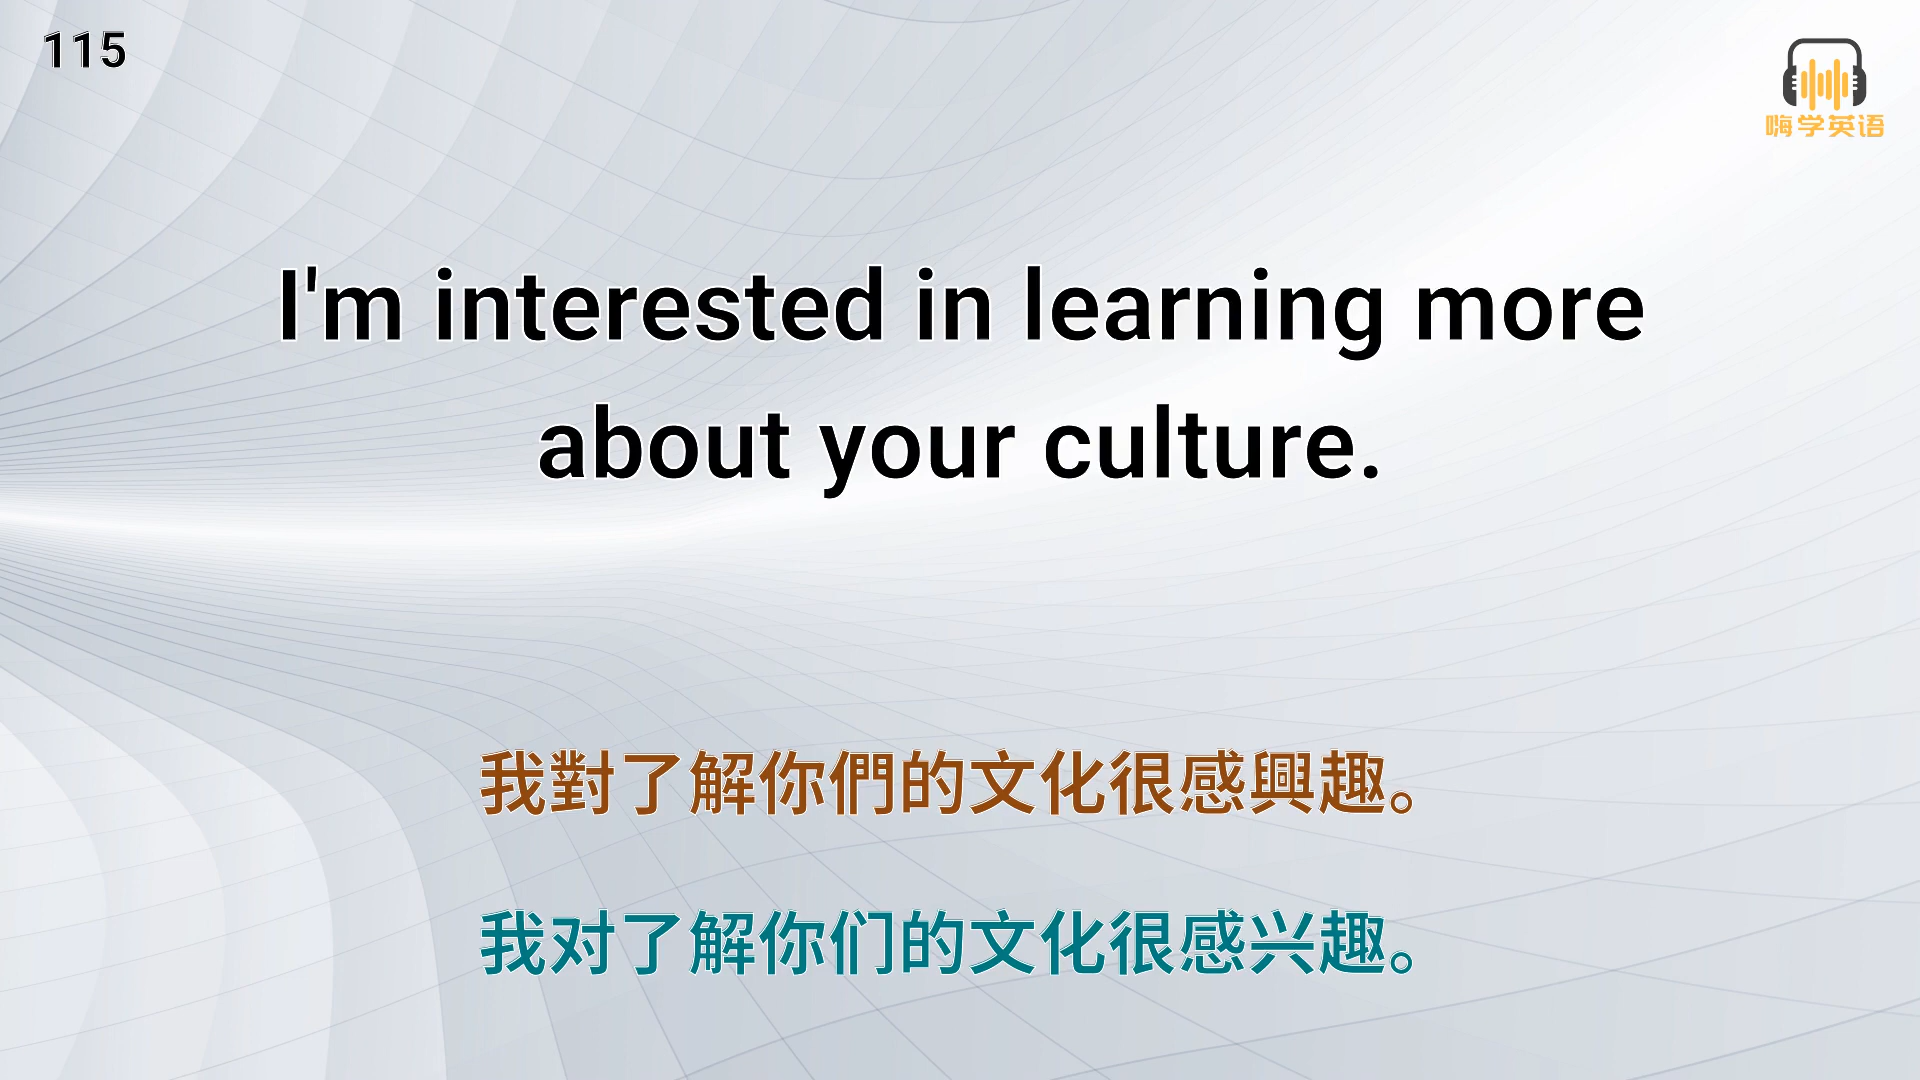 115
嗨学英语
I'm interested in learning more
about your culture.
我對了解你們的文化很感興趣。
我对了解你们的文化很感兴趣。